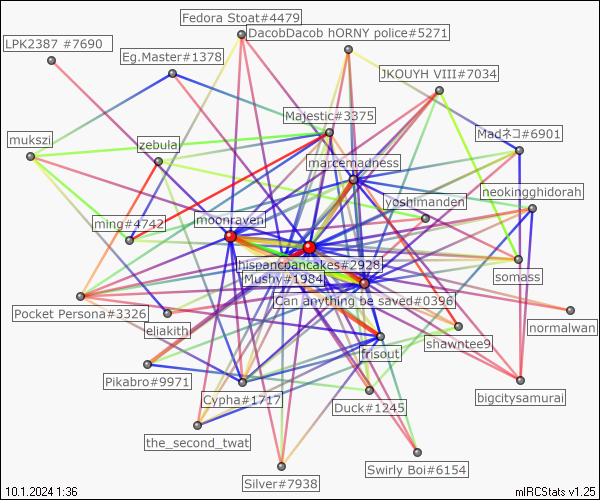 Fedora Stoat#4479
DacobDacob hORNY police#5271
LPK2387 #7690
Eg.Master#1378
JKOUYH VIII#7034
Majestic#3375
Madネコ#6901
mukszi
zebulai
marcemadness
neokingghidorah
yoshimanden
ming#4742
moonraven
hispancpancakes#2928
Mushy#1984
somass
Can anything be saved#0396
Pocket Persona#3326
eliakith
normalwan
shawntee9
frisout
Pikabro#9971
Cypha#1717
bigcitysamurai
Duck#1245
the_second_twat
Swirly Boi#6154
Silver#7938
10.1.2024 1:36
mIRCStats v1.25